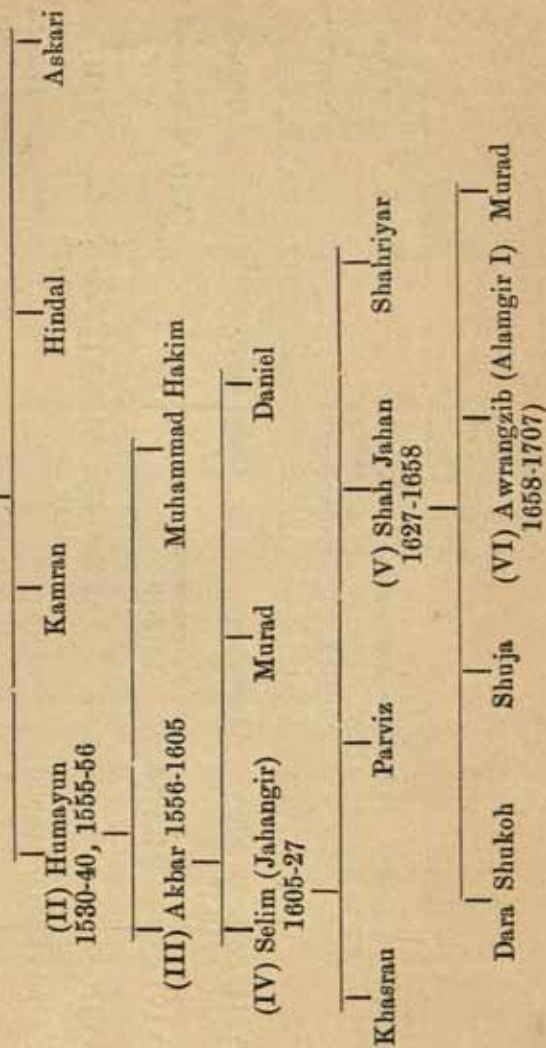 (II) Humayun Kamran Hindal Askari
1530-40, 1555-56
(III) Akbar 1556-1605 Muhammad Hakim
(IV) Selim (Jahangir) Murad Daniel
1605-27
Khasrau Parviz (V) Shah Jahan Shahriyar
1627-1658
Dara Shukoh Shuja (VI) Awrangzib (Alamgir I) Murad
1658-1707)